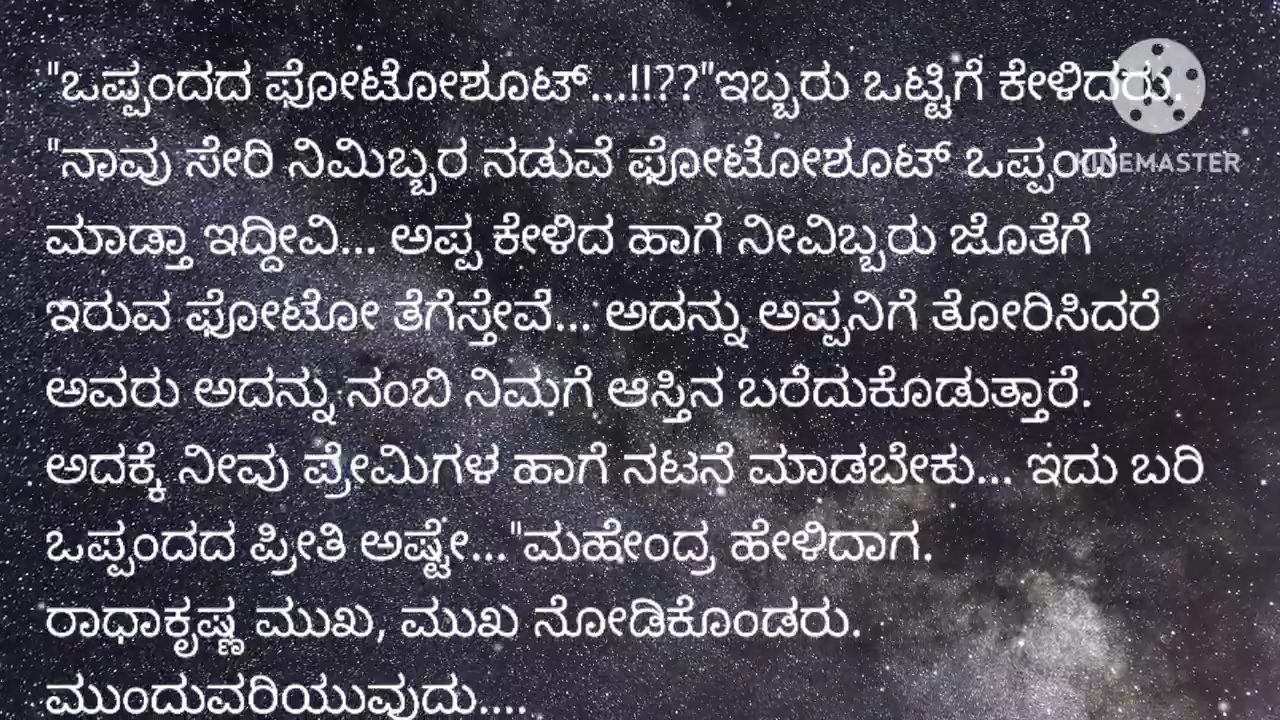 "ಒಪ್ಪಂದದ ಫೋಟೋಶೂಟ್...!!??"ಇಬ್ಬರು ಒಟ್ಟಿಗೆ ಕೇಳಿದರು.
"ನಾವು ಸೇರಿ ನಿಮಿಬ್ಬರ ನಡುವೆ ಫೋಟೋಶೂಟ್ ಒಪ್ಪಂದ
KINEMASTER
ಮಾಡ್ತಾ ಇದ್ದೀವಿ... ಅಪ್ಪ ಕೇಳಿದ ಹಾಗೆ ನೀವಿಬ್ಬರು ಜೊತೆಗೆ
ಇರುವ ಫೋಟೋ ತೆಗೆಸ್ತೇವೆ... ಅದನ್ನು ಅಪ್ಪನಿಗೆ ತೋರಿಸಿದರೆ
ಅವರು ಅದನ್ನು ನಂಬಿ ನಿಮಗೆ ಆಸ್ತಿನ ಬರೆದುಕೊಡುತ್ತಾರೆ.
ಅದಕ್ಕೆ ನೀವು ಪ್ರೇಮಿಗಳ ಹಾಗೆ ನಟನೆ ಮಾಡಬೇಕು... ಇದು ಬರಿ
ಒಪ್ಪಂದದ ಪ್ರೀತಿ ಅಷ್ಟೇ..."ಮಹೇಂದ್ರ ಹೇಳಿದಾಗ.
ರಾಧಾಕೃಷ್ಣ ಮುಖ, ಮುಖ ನೋಡಿಕೊಂಡರು.
ಮುಂದುವರಿಯುವುದು....